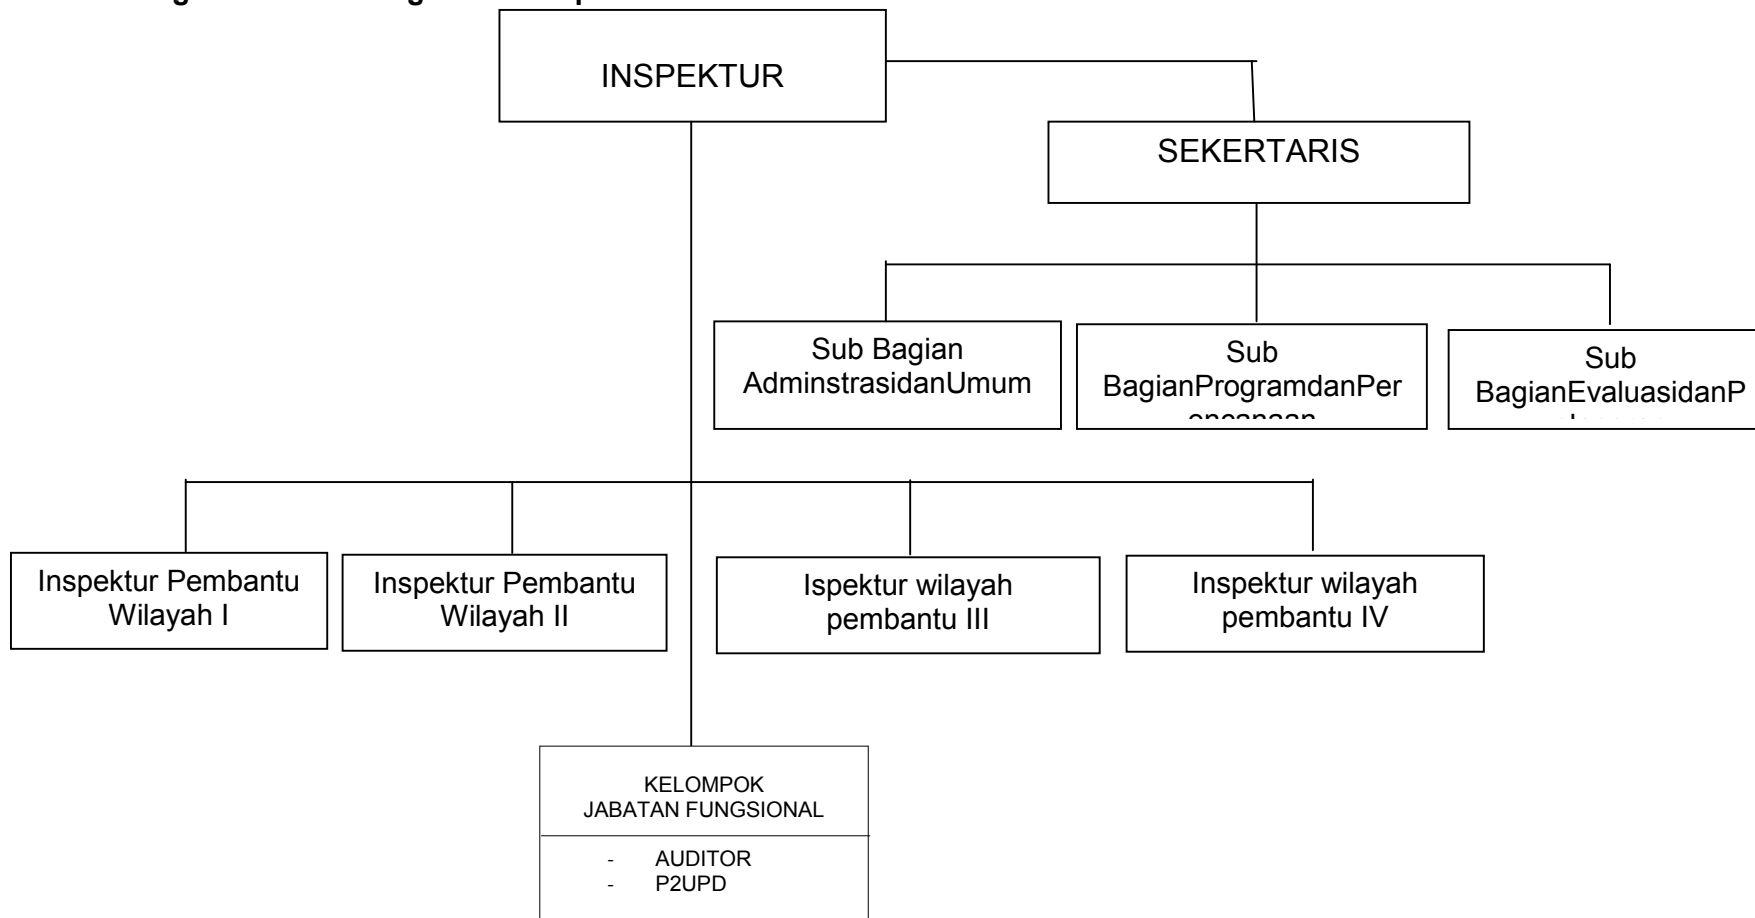 INSPEKTUR
SEKERTARIS
Sub Bagian
AdminstrasidanUmum
Sub
BagianProgramdanPer
encanaan
Sub
BagianEvaluasidanP
Inspektur Pembantu
Wilayah I
Inspektur Pembantu
Wilayah II
Ispektur wilayah
pembantu III
Inspektur wilayah
pembantu IV
KELOMPOK
JABATAN FUNGSIONAL
- AUDITOR
- P2UPD